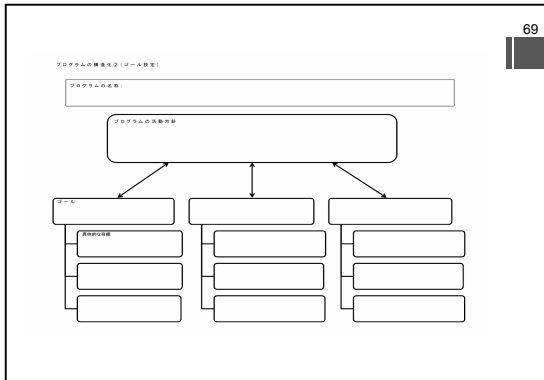 69
プログラムの構造化②(ゴール設定)
プログラムの名称:
プログラムの活動方針
ゴール
具体的な目標